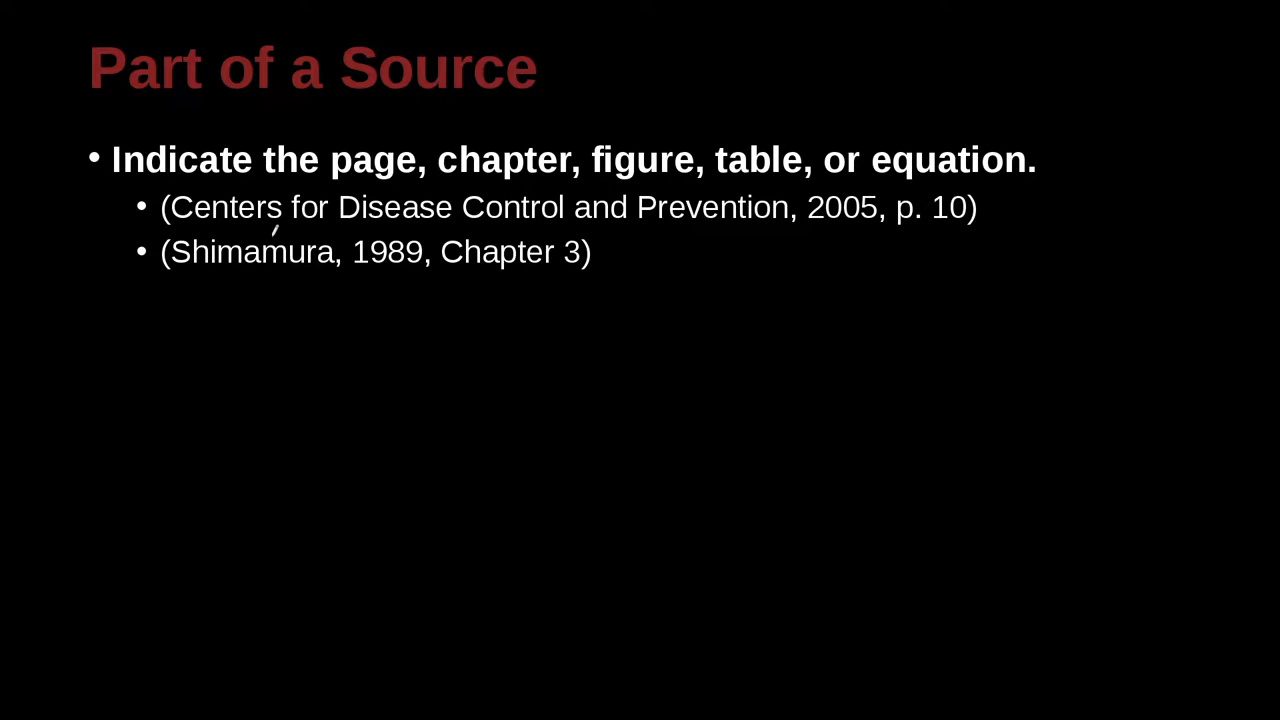 Part of a Source
• Indicate the page, chapter, figure, table, or equation.
• (Centers for Disease Control and Prevention, 2005, p. 10)
• (Shimamura, 1989, Chapter 3)